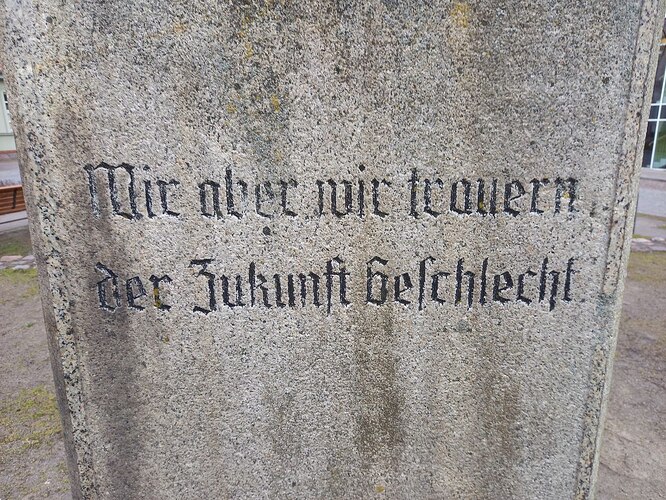 Wir aber wir trauern
der Zukunft Geschlecht